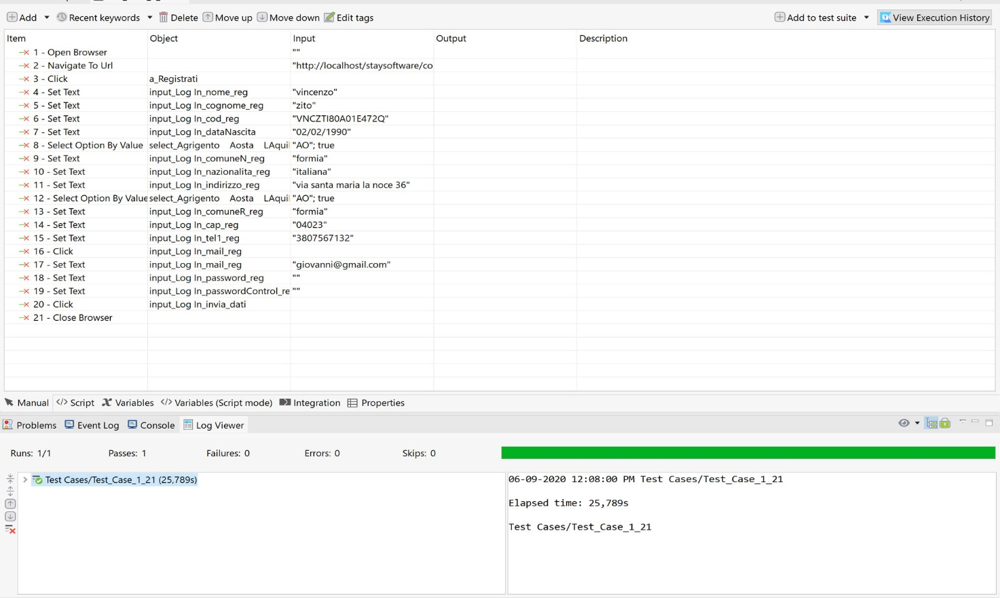 Add Recent keywords Delete Move up Move down Edit tags Add to test suite View Execution History
Item Object Input Output Description
1 - Open Browser ""
2 - Navigate To Url "http://localhost/staysoftware/co
3 - Click a_Registrati
4 - Set Text input_Log In_nome_reg "vincenzo"
5 - Set Text input_Log In_cognome_reg "zito"
6 - Set Text input_Log In_cod_reg "VNCZTI80A01E472Q"
7 - Set Text input_Log In_dataNascita "02/02/1990"
8 - Select Option By Value select_Agrigento Aosta LAquil "AO"; true
9 - Set Text input_Log In_comuneN_reg "formia"
10 - Set Text input_Log In_nazionalita_reg "italiana"
11 - Set Text input_Log In_indirizzo_reg "via santa maria la noce 36"
12 - Select Option By Value select_Agrigento Aosta LAquil "AO"; true
13 - Set Text input_Log In_comuneR_reg "formia"
14 - Set Text input_Log In_cap_reg "04023"
15 - Set Text input_Log In_tel1_reg "3807567132"
16 - Click input_Log In_mail_reg
17 - Set Text input_Log In_mail_reg "giovanni@gmail.com"
18 - Set Text input_Log In_password_reg ""
19 - Set Text input_Log In_passwordControl_re ""
20 - Click input_Log In_invia_dati
21 - Close Browser
Manual </> Script Variables </> Variables (Script mode) Integration Properties
Problems Event Log Console Log Viewer
Runs: 1/1 Passes: 1 Failures: 0 Errors: 0 Skips: 0
Test Cases/Test_Case_1_21 (25,789s)
06-09-2020 12:08:00 PM Test Cases/Test_Case_1_21
Elapsed time: 25,789s
Test Cases/Test_Case_1_21